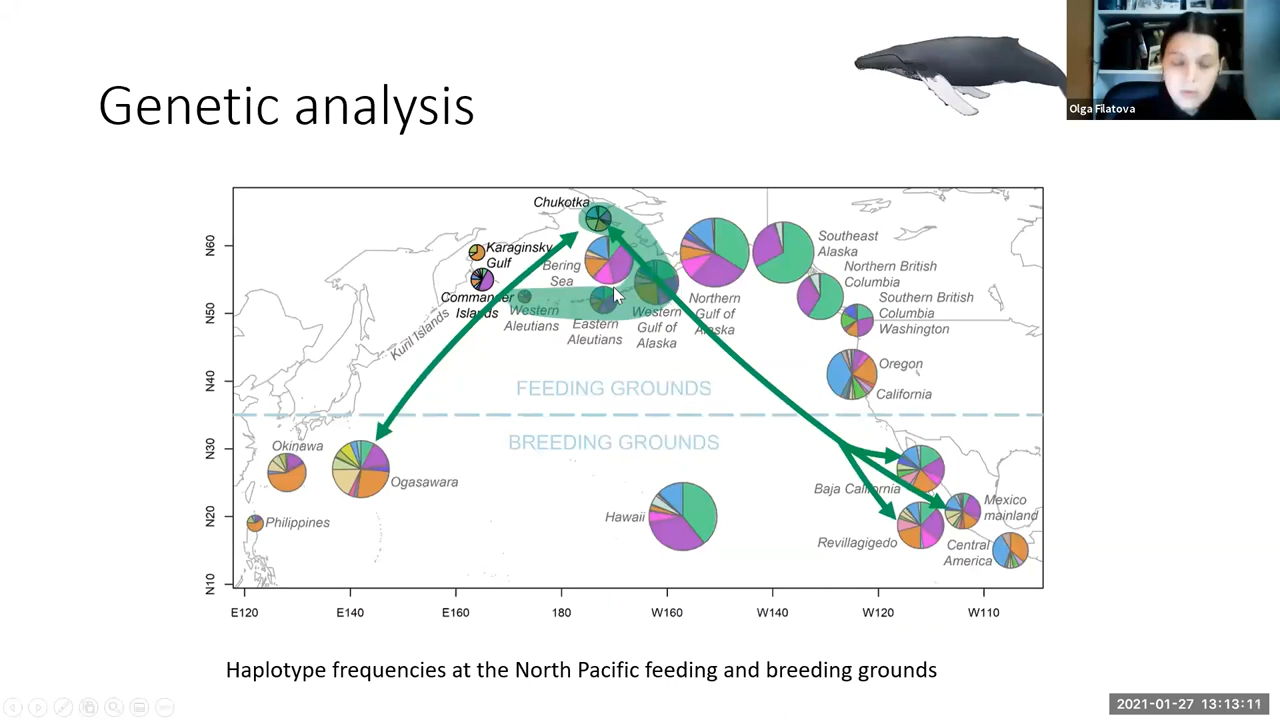 Olga Filatova
Genetic analysis
Chukotka
Karaginsky
Gulf
Bering
Sea
Commander
Islands
Kuril Islands
Western
Aleutians
Eastern
Aleutians
Western
Gulf of
Alaska
Northern
Gulf of
Alaska
Southeast
Alaska
Northern British
Columbia
Southern British
Columbia
Washington
Oregon
California
FEEDING GROUNDS
BREEDING GROUNDS
Okinawa
Ogasawara
Philippines
Hawaii
Baja California
Revillagigedo
Mexico
mainland
Central
America
N60
N50
N40
N30
N20
N10
E120 E140 E160 180 W160 W140 W120 W110
Haplotype frequencies at the North Pacific feeding and breeding grounds
2021-01-27 13:13:11